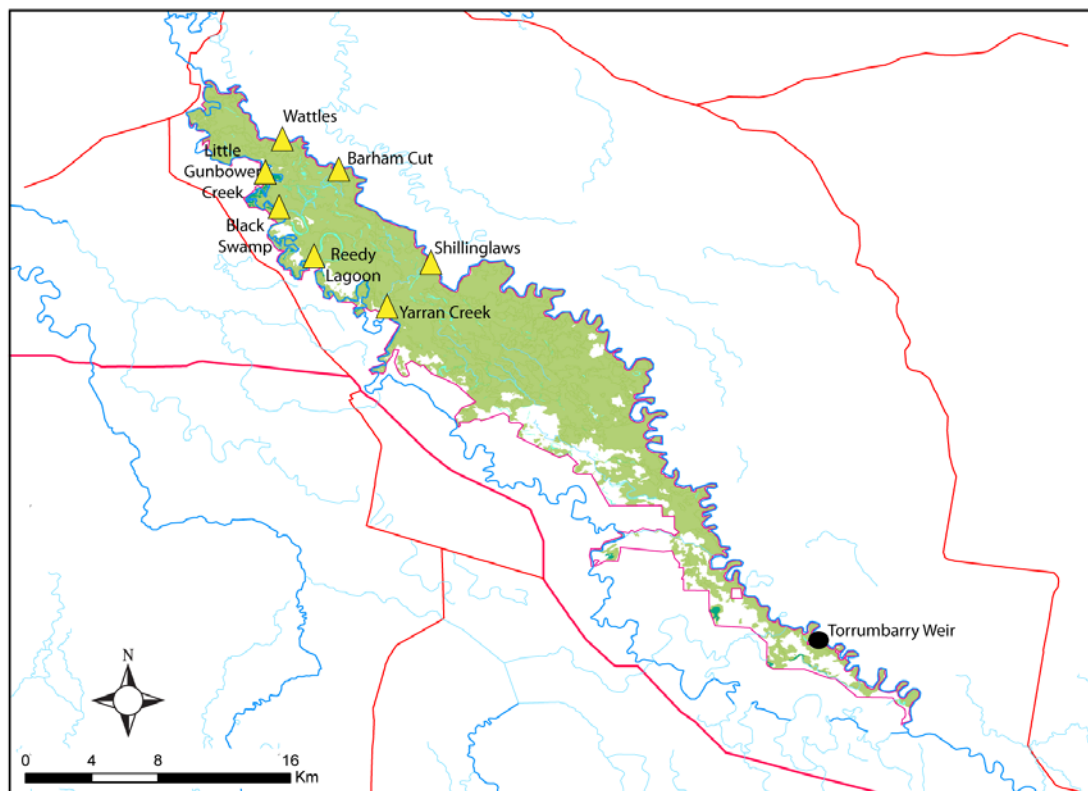 Wattles
Little
Gunbower
Creek
Barham Cut
Black
Swamp
Reedy
Lagoon
Shillinglaws
Yarran Creek
Torrumbarry Weir
N
0 4 8 16
Km